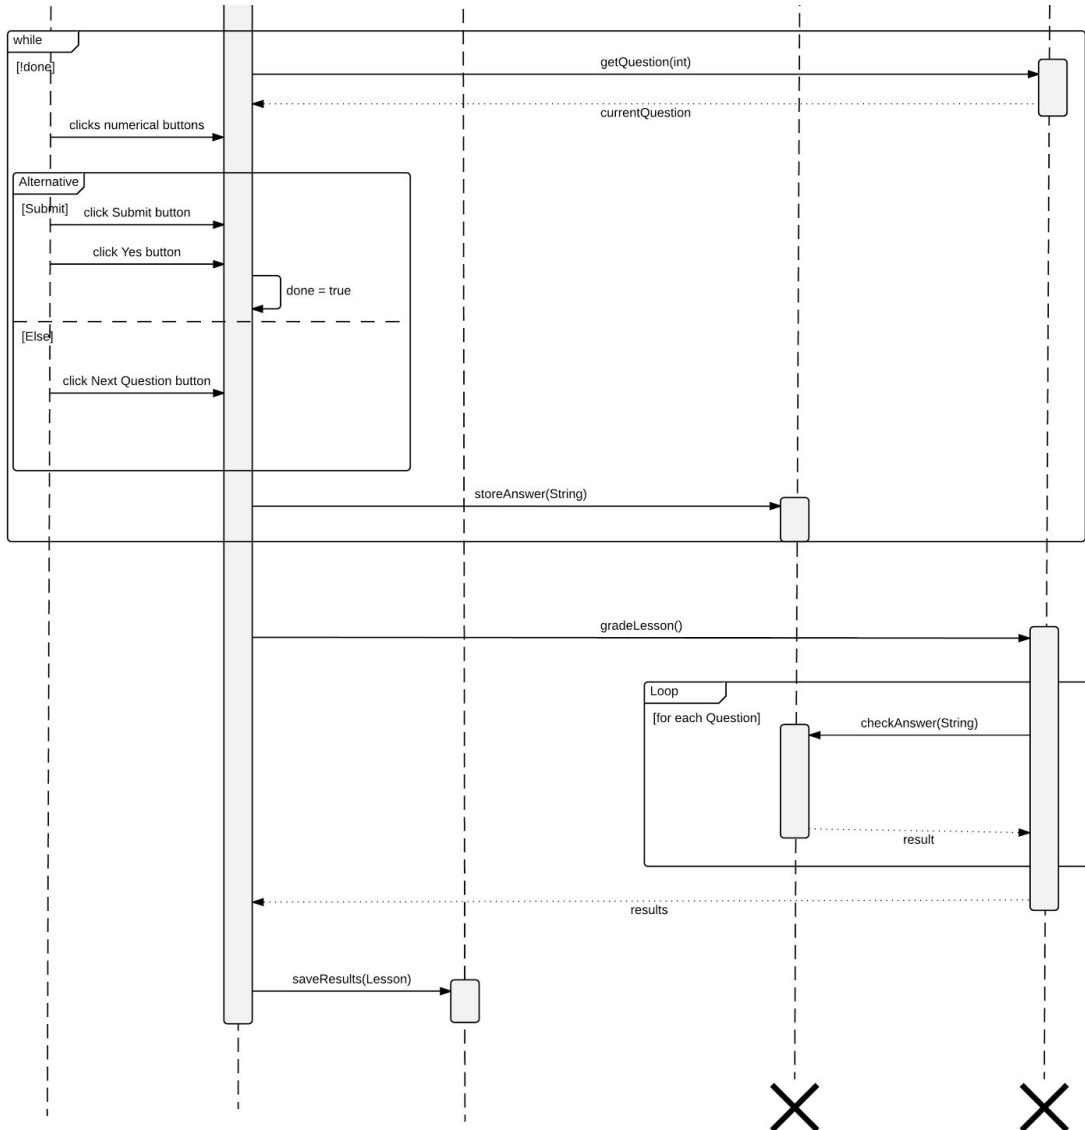 while
[!done]
getQuestion(int)
currentQuestion
clicks numerical buttons
Alternative
[Submit]
click Submit button
click Yes button
done = true
[Else]
click Next Question button
storeAnswer(String)
gradeLesson()
Loop
[for each Question]
checkAnswer(String)
result
results
saveResults(Lesson)